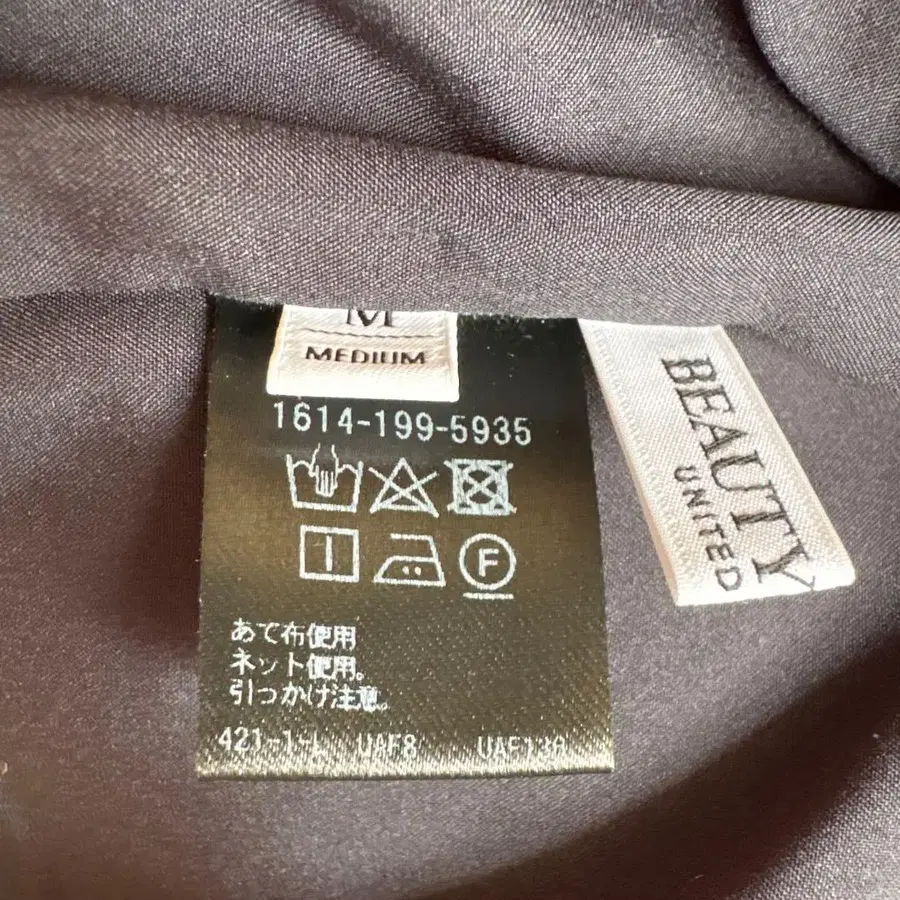 M
MEDIUM
1614-199-5935
F
あて布使用
ネット使用。
引っかけ注意。
421-1-L UAF8
BEAUTY
UNITED